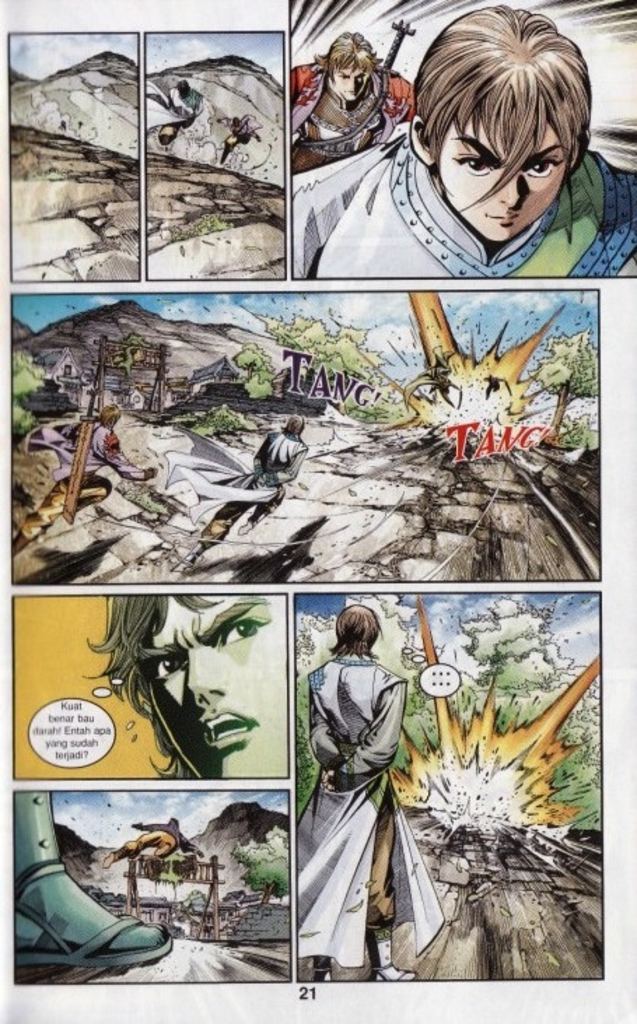 TANG!
TANG!
Kuat
benar bau
darah! Entah apa
yang sudah
terjadi?
...
...
21